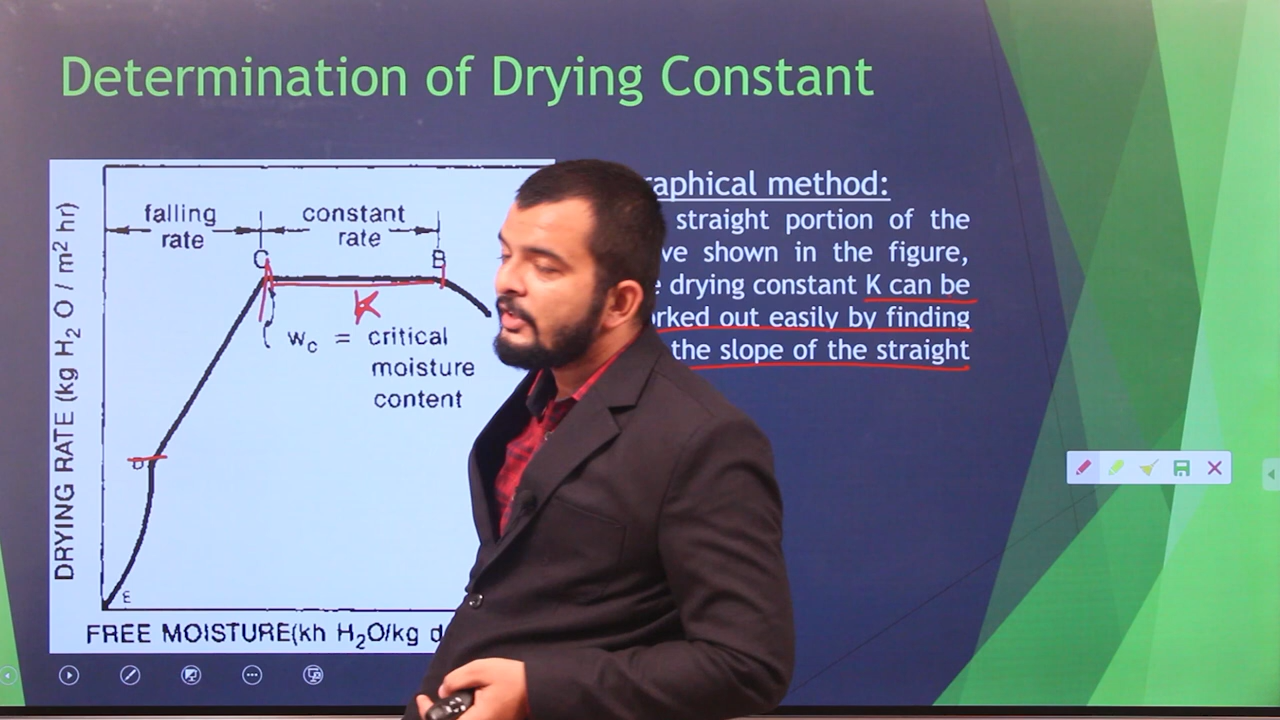 Determination of Drying Constant
raphical method:
straight portion of the
ve shown in the figure,
e drying constant K can be
rked out easily by finding
the slope of the straight
falling
rate
constant
rate
C
B
K
w_c = critical
moisture
content
D
E
DRYING RATE (kg H₂ O / m² hr)
FREE MOISTURE(kh H₂O/kg d